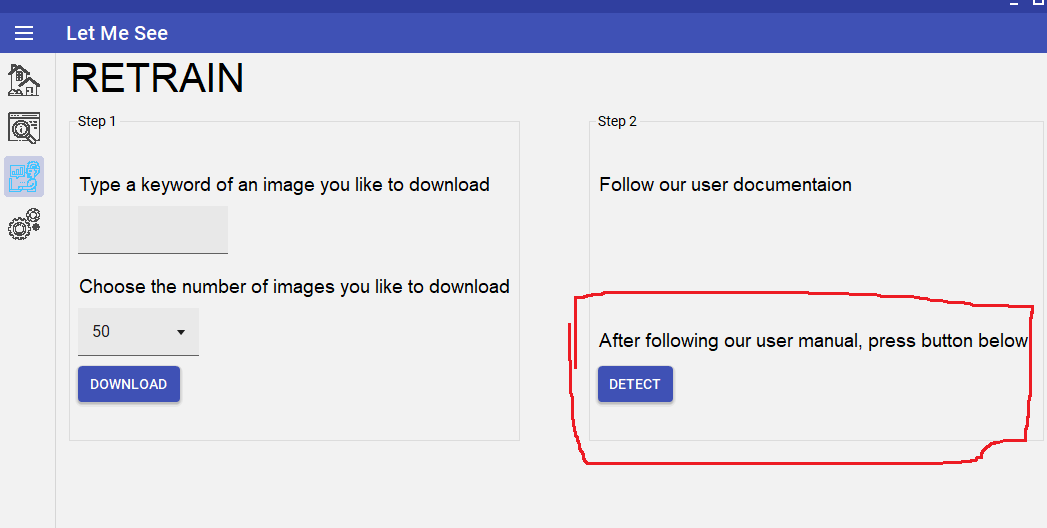 Let Me See
RETRAIN
Step 1
Type a keyword of an image you like to download
Choose the number of images you like to download
50
DOWNLOAD
Step 2
Follow our user documentaion
After following our user manual, press button below
DETECT